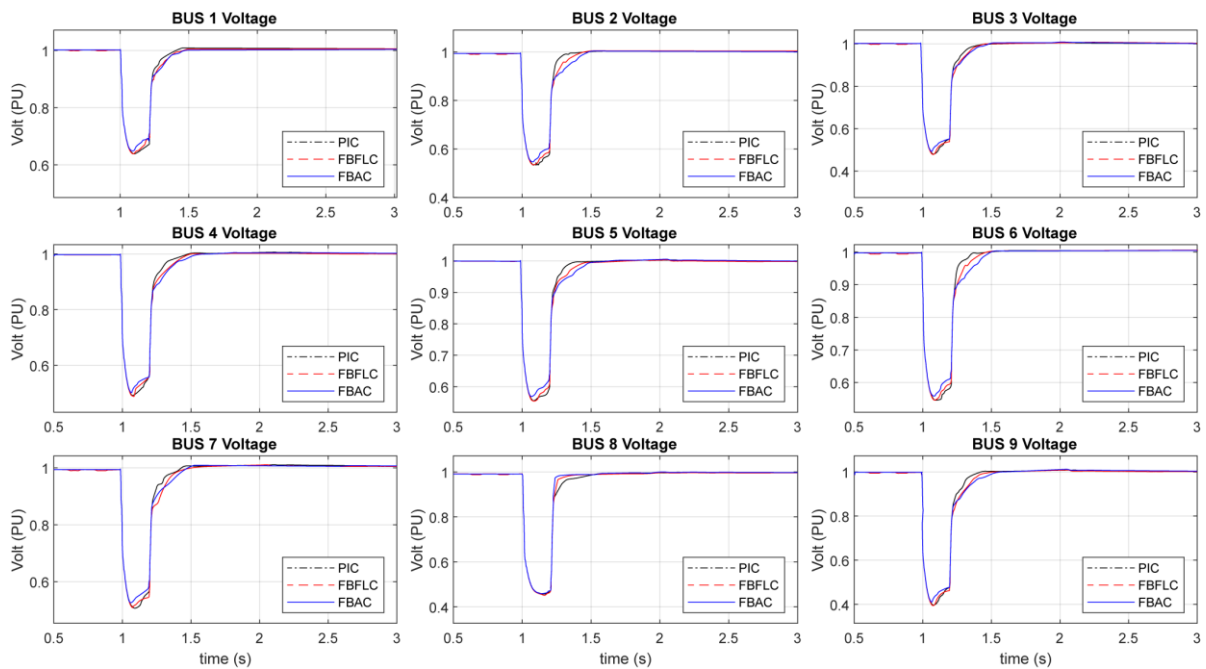 BUS 1 Voltage
Volt (PU)
1
0.8
0.6
PIC
FBFLC
FBAC
1
1.5
2
2.5
3
BUS 2 Voltage
Volt (PU)
1
0.8
0.6
0.4
PIC
FBFLC
FBAC
0.5
1
1.5
2
2.5
3
BUS 3 Voltage
Volt (PU)
1
0.8
0.6
0.4
PIC
FBFLC
FBAC
0.5
1
1.5
2
2.5
3
BUS 4 Voltage
Volt (PU)
1
0.8
0.6
PIC
FBFLC
FBAC
0.5
1
1.5
2
2.5
3
BUS 5 Voltage
Volt (PU)
1
0.9
0.8
0.7
0.6
PIC
FBFLC
FBAC
0.5
1
1.5
2
2.5
3
BUS 6 Voltage
Volt (PU)
1
0.9
0.8
0.7
0.6
PIC
FBFLC
FBAC
0.5
1
1.5
2
2.5
3
BUS 7 Voltage
Volt (PU)
1
0.8
0.6
PIC
FBFLC
FBAC
0.5
1
1.5
2
2.5
3
time (s)
BUS 8 Voltage
Volt (PU)
1
0.8
0.6
0.4
PIC
FBFLC
FBAC
0.5
1
1.5
2
2.5
3
time (s)
BUS 9 Voltage
Volt (PU)
1
0.8
0.6
0.4
PIC
FBFLC
FBAC
0.5
1
1.5
2
2.5
3
time (s)